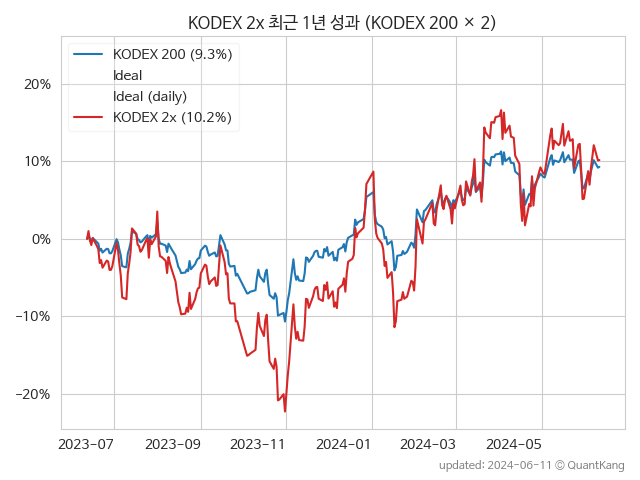 KODEX 2x 최근 1년 성과 (KODEX 200 × 2)
KODEX 200 (9.3%)
Ideal
Ideal (daily)
KODEX 2x (10.2%)
20%
10%
0%
−10%
−20%
2023−07
2023−09
2023−11
2024−01
2024−03
2024−05
updated: 2024-06-11 © QuantKang